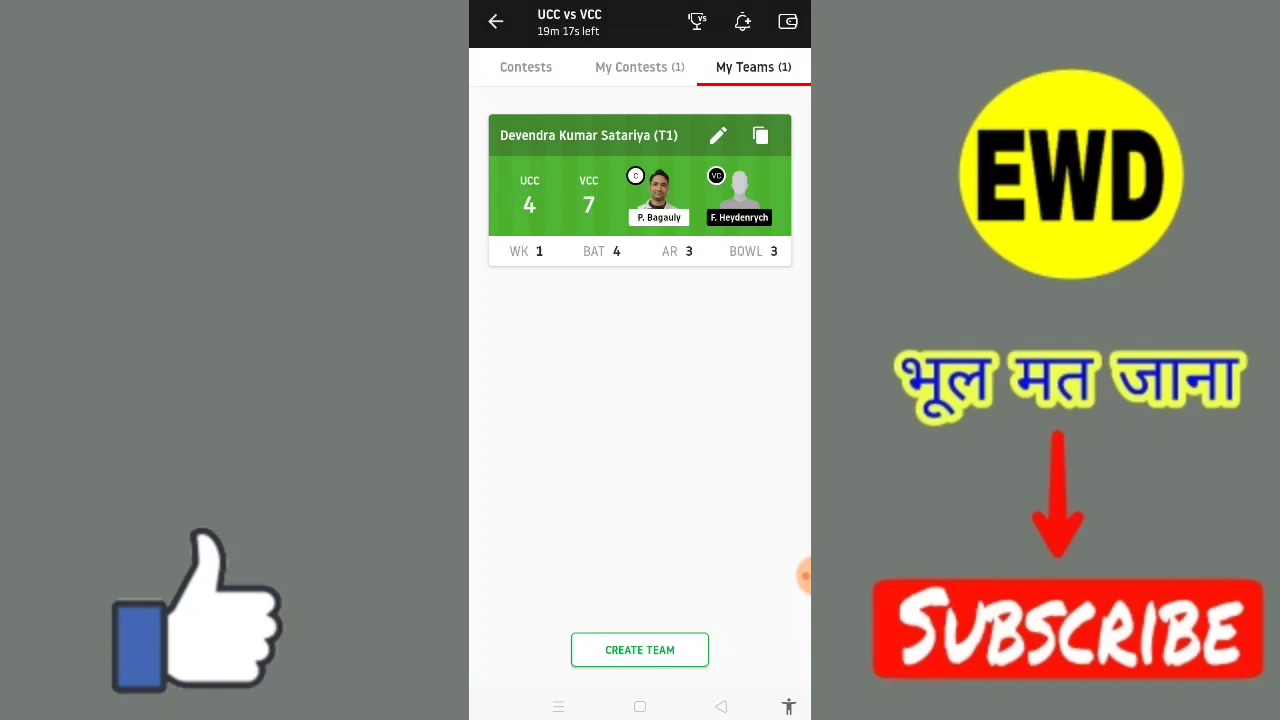 UCC vs VCC
19m 17s left
VS
Contests
My Contests (1)
My Teams (1)
Devendra Kumar Satariya (T1)
UCC
4
VCC
7
C
P. Bagauly
VC
F. Heydenrych
WK 1
BAT 4
AR 3
BOWL 3
CREATE TEAM
EWD
भूल मत जाना
SUBSCRIBE